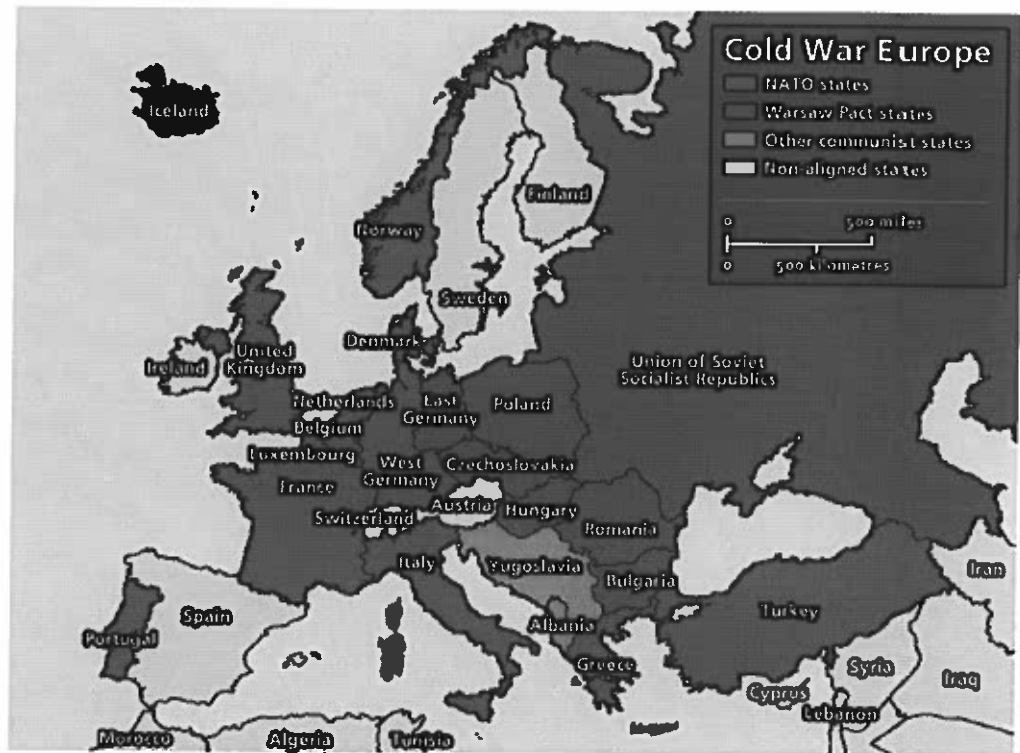 Cold War Europe
NATO states
Warsaw Pact states
Other communist states
Non-aligned states
0 500 miles
0 500 kilometres
Iceland
Finland
Norway
Sweden
Denmark
Ireland
United
Kingdom
Union of Soviet
Socialist Republics
Netherlands
East
Germany
Poland
Belgium
Luxembourg
West
Germany
Czechoslovakia
France
Austria
Hungary
Switzerland
Romania
Italy
Yugoslavia
Bulgaria
Iran
Spain
Albania
Turkey
Portugal
Greece
Syria
Iraq
Cyprus
Lebanon
Morocco
Algeria
Tunisia